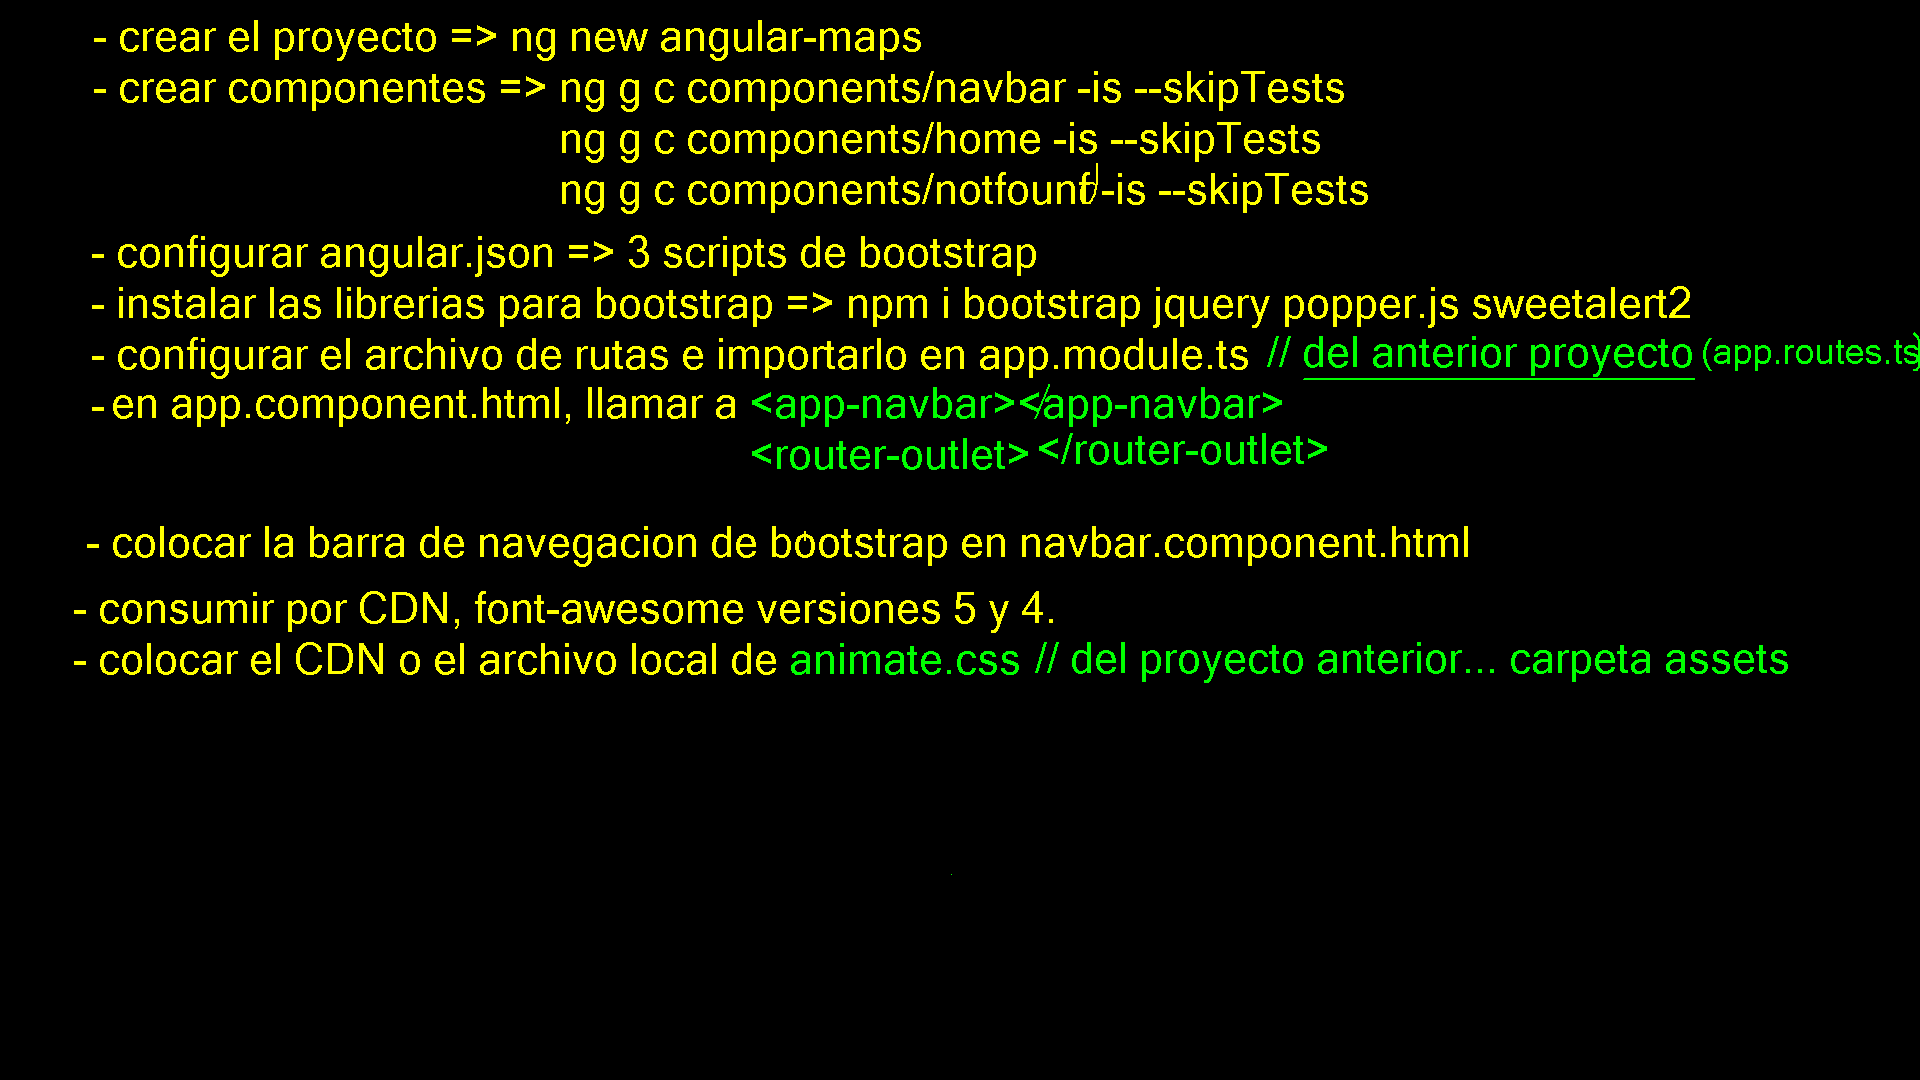 - crear el proyecto => ng new angular-maps
- crear componentes => ng g c components/navbar -is --skipTests
ng g c components/home -is --skipTests
ng g c components/notfound -is --skipTests
- configurar angular.json => 3 scripts de bootstrap
- instalar las librerias para bootstrap => npm i bootstrap jquery popper.js sweetalert2
- configurar el archivo de rutas e importarlo en app.module.ts // del anterior proyecto (app.routes.ts)
- en app.component.html, llamar a <app-navbar></app-navbar>
<router-outlet> </router-outlet>
- colocar la barra de navegacion de bootstrap en navbar.component.html
- consumir por CDN, font-awesome versiones 5 y 4.
- colocar el CDN o el archivo local de animate.css // del proyecto anterior... carpeta assets